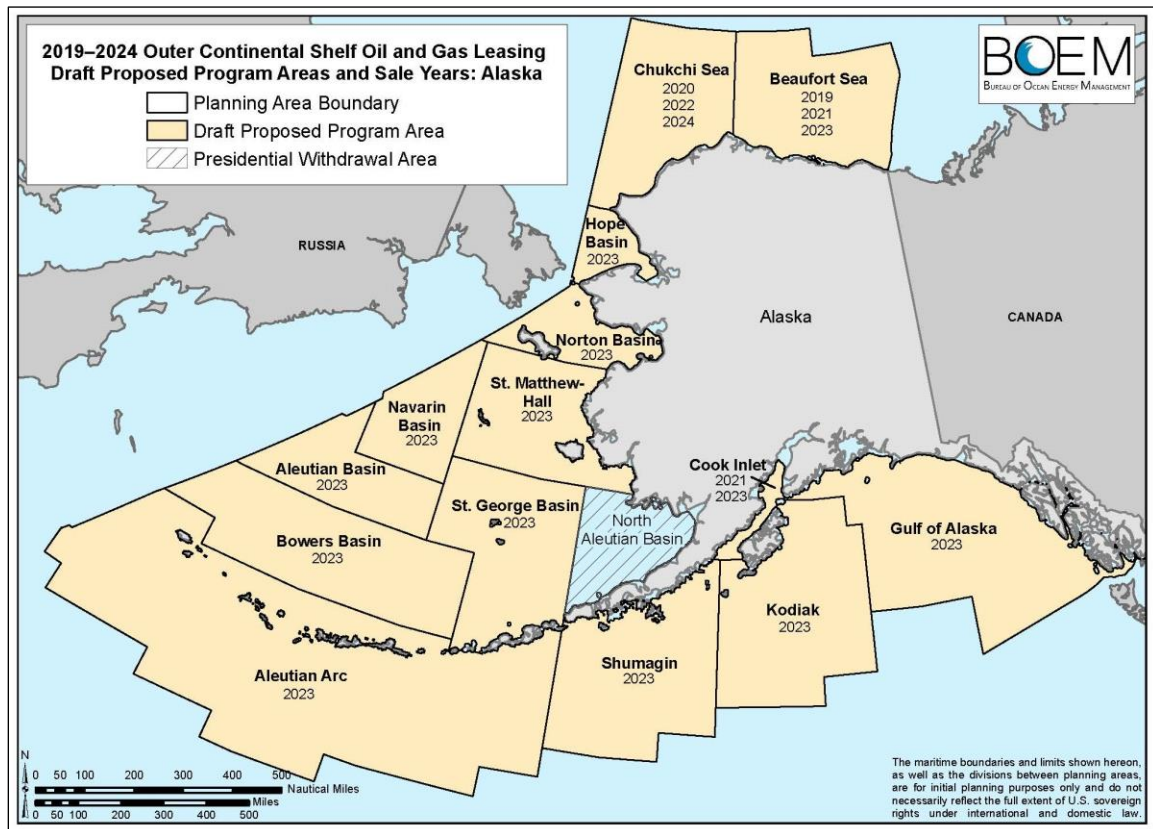 2019–2024 Outer Continental Shelf Oil and Gas Leasing
Draft Proposed Program Areas and Sale Years: Alaska
Planning Area Boundary
Draft Proposed Program Area
Presidential Withdrawal Area
BOEM
BUREAU OF OCEAN ENERGY MANAGEMENT
Chukchi Sea
2020
2022
2024
Beaufort Sea
2019
2021
2023
Hope
Basin
2023
RUSSIA
Alaska
CANADA
Norton Basin
2023
St. Matthew-
Hall
2023
Navarin
Basin
2023
Aleutian Basin
2023
St. George Basin
2023
Bowers Basin
2023
North
Aleutian Basin
Cook Inlet
2021
2023
Gulf of Alaska
2023
Kodiak
2023
Shumagin
2023
Aleutian Arc
2023
N
0 50 100 200 300 400 500
Nautical Miles
Miles
0 50 100 200 300 400 500
The maritime boundaries and limits shown hereon,
as well as the divisions between planning areas,
are for initial planning purposes only and do not
necessarily reflect the full extent of U.S. sovereign
rights under international and domestic law.